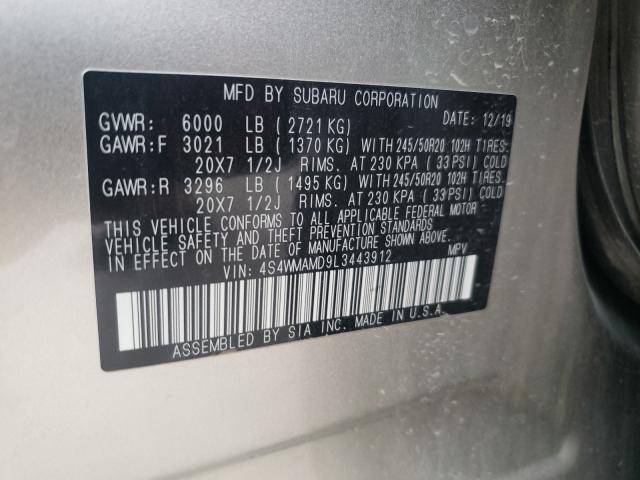 MFD BY SUBARU CORPORATION
GVWR: 6000 LB ( 2721 KG) DATE: 12/19
GAWR:F 3021 LB ( 1370 KG) WITH 245/50R20 102H TIRES.
20X7 1/2J RIMS. AT 230 KPA ( 33 PSI) COLD
GAWR:R 3296 LB ( 1495 KG) WITH 245/50R20 102H TIRES.
20X7 1/2J RIMS. AT 230 KPA ( 33 PSI) COLD
THIS VEHICLE CONFORMS TO ALL APPLICABLE FEDERAL MOTOR
VEHICLE SAFETY AND THEFT PREVENTION STANDARDS
IN EFFECT ON THE DATE OF MANUFACTURE SHOWN ABOVE.
VIN: 4S4WMAMD9L3443912 MPV
ASSEMBLED BY SIA INC. MADE IN U.S.A.